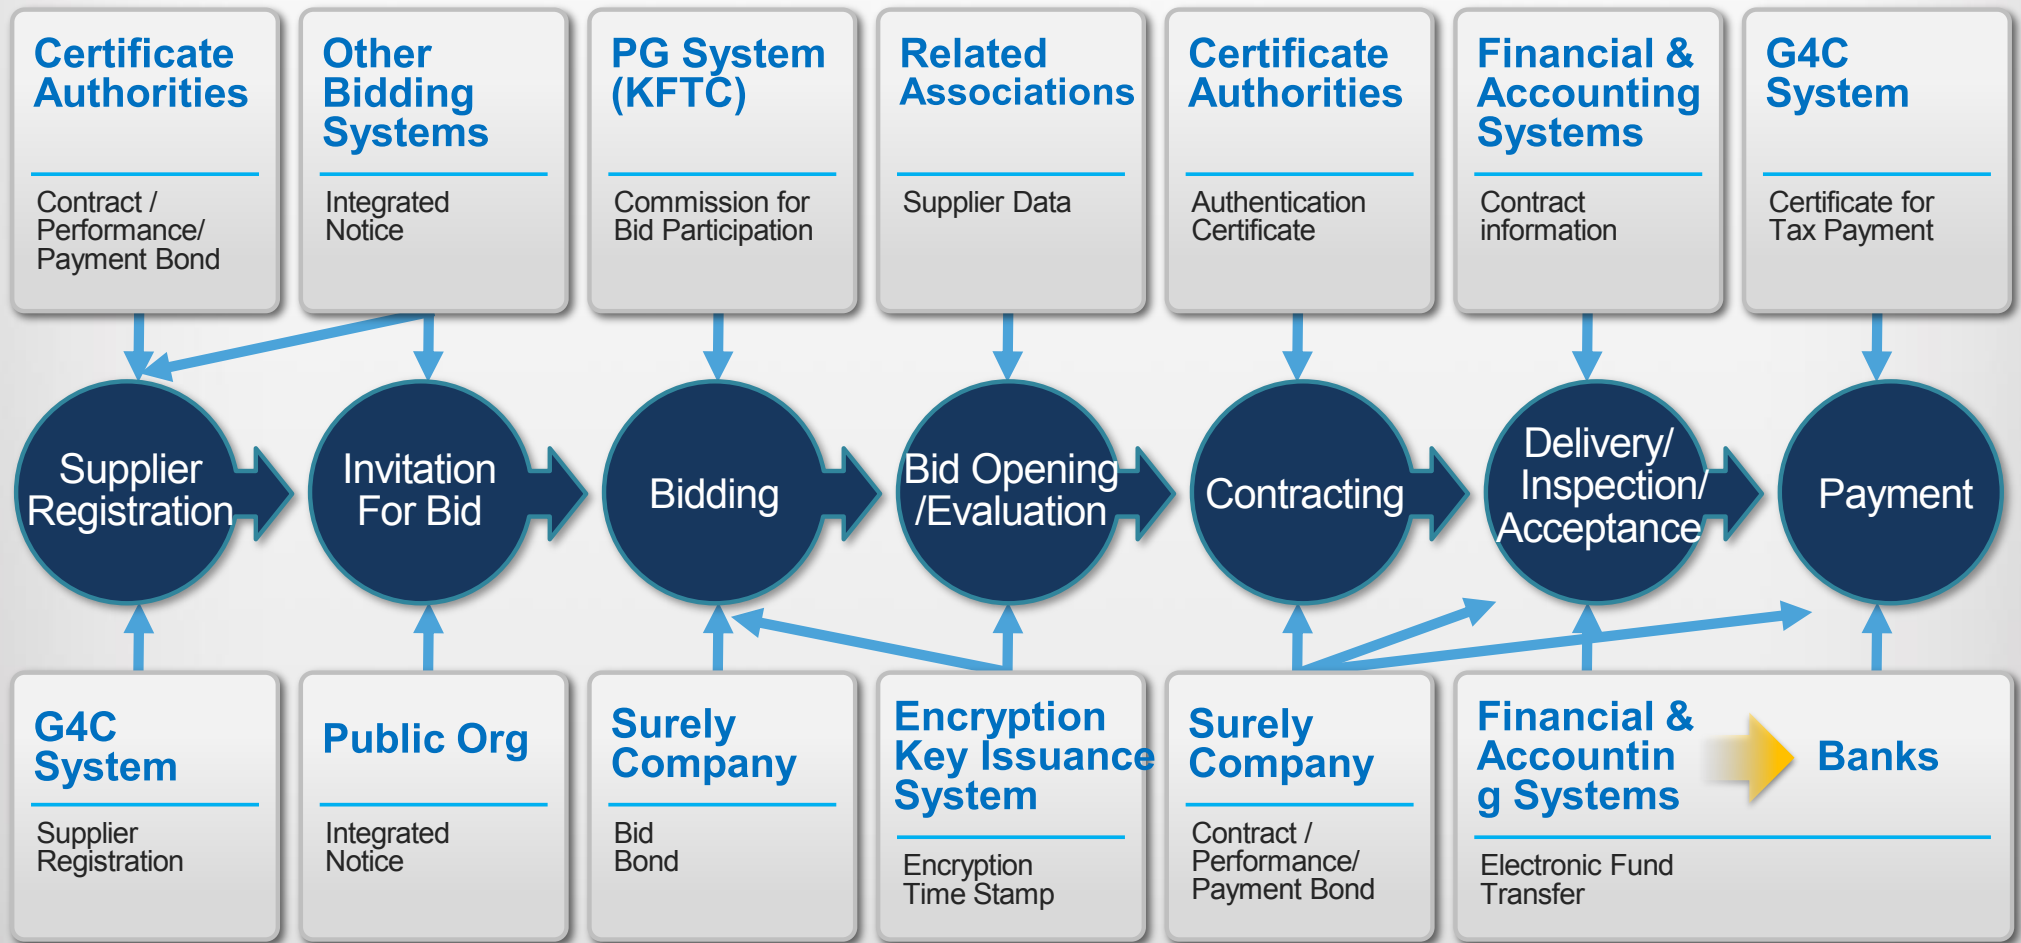 Certificate
Authorities
Contract /
Performance/
Payment Bond
Other
Bidding
Systems
Integrated
Notice
PG System
(KFTC)
Commission for
Bid Participation
Related
Associations
Supplier Data
Certificate
Authorities
Authentication
Certificate
Financial &
Accounting
Systems
Contract
information
G4C
System
Certificate for
Tax Payment
Supplier
Registration
Invitation
For Bid
Bidding
Bid Opening
/Evaluation
Contracting
Delivery/
Inspection/
Acceptance
Payment
G4C
System
Supplier
Registration
Public Org
Integrated
Notice
Surely
Company
Bid
Bond
Encryption
Key Issuance
System
Encryption
Time Stamp
Surely
Company
Contract /
Performance/
Payment Bond
Financial &
Accountin
g Systems
Banks
Electronic Fund
Transfer